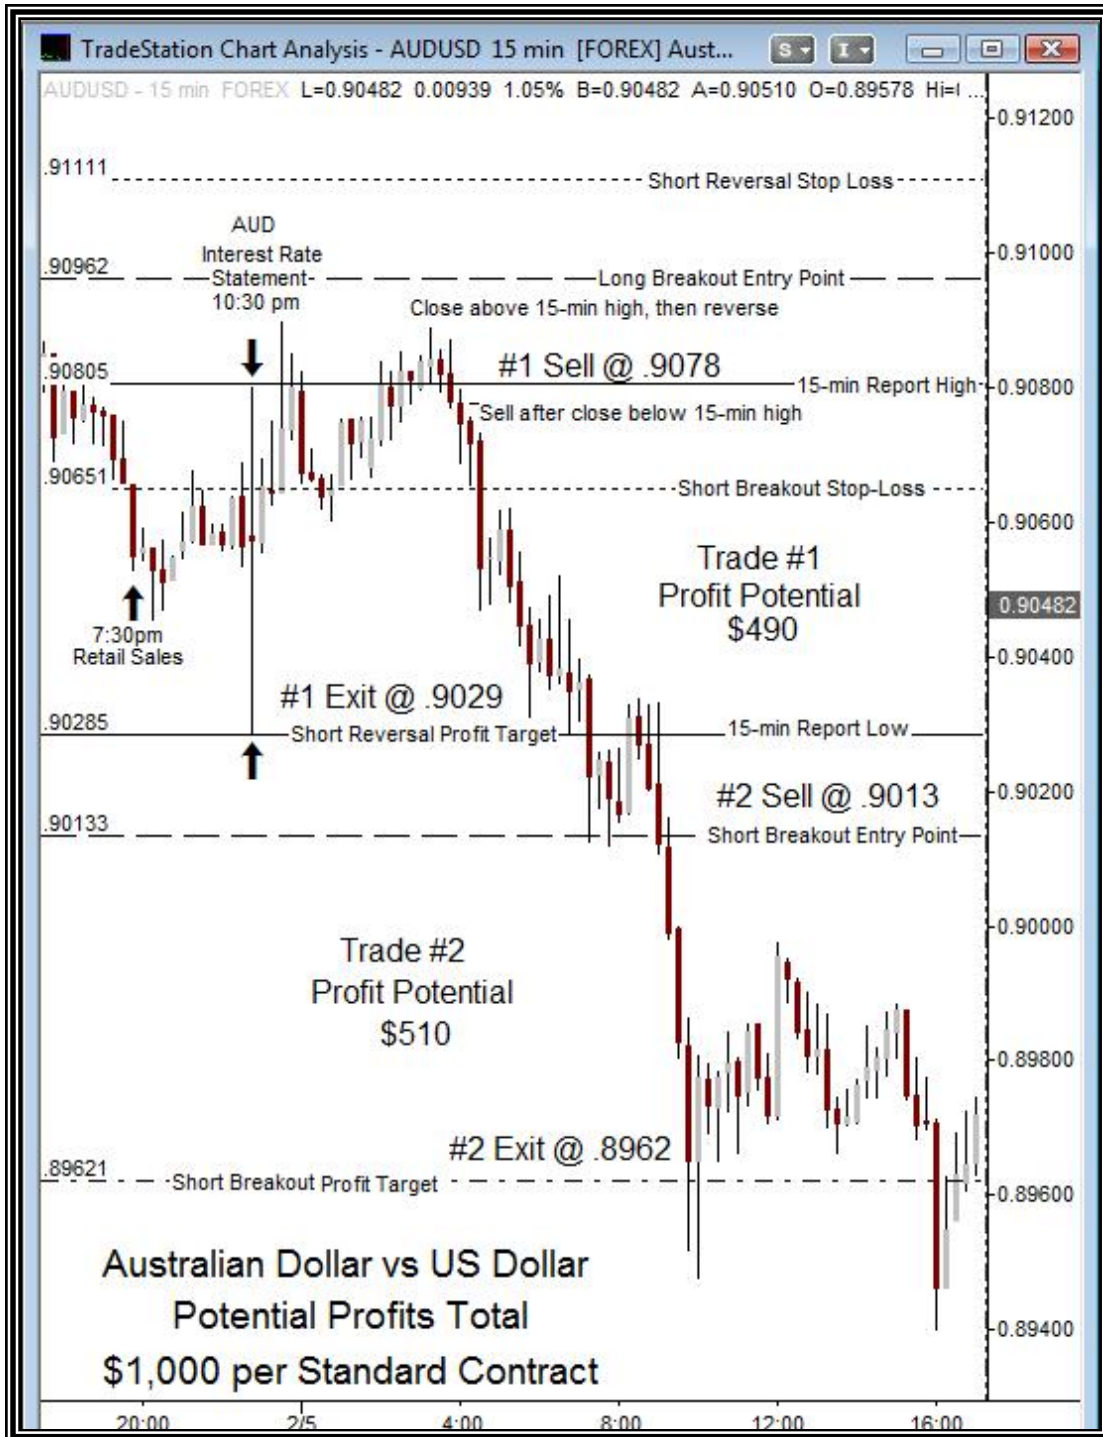 TradeStation Chart Analysis - AUDUSD 15 min [FOREX] Aust...
S
I
AUDUSD - 15 min FOREX L=0.90482 0.00939 1.05% B=0.90482 A=0.90510 O=0.89578 Hi=( ...
0.91200
.91111
Short Reversal Stop Loss
AUD
Interest Rate
Statement
10:30 pm
0.91000
.90962
Long Breakout Entry Point
Close above 15-min high, then reverse
#1 Sell @ .9078
.90805
15-min Report High
0.90800
Sell after close below 15-min high
.90651
Short Breakout Stop-Loss
0.90600
Trade #1
Profit Potential
$490
0.90482
7:30pm
Retail Sales
0.90400
#1 Exit @ .9029
.90285
Short Reversal Profit Target
15-min Report Low
#2 Sell @ .9013
0.90200
.90133
Short Breakout Entry Point
0.90000
Trade #2
Profit Potential
$510
0.89800
#2 Exit @ .8962
.89621
Short Breakout Profit Target
0.89600
Australian Dollar vs US Dollar
Potential Profits Total
$1,000 per Standard Contract
0.89400
20:00 2/5 4:00 8:00 12:00 16:00